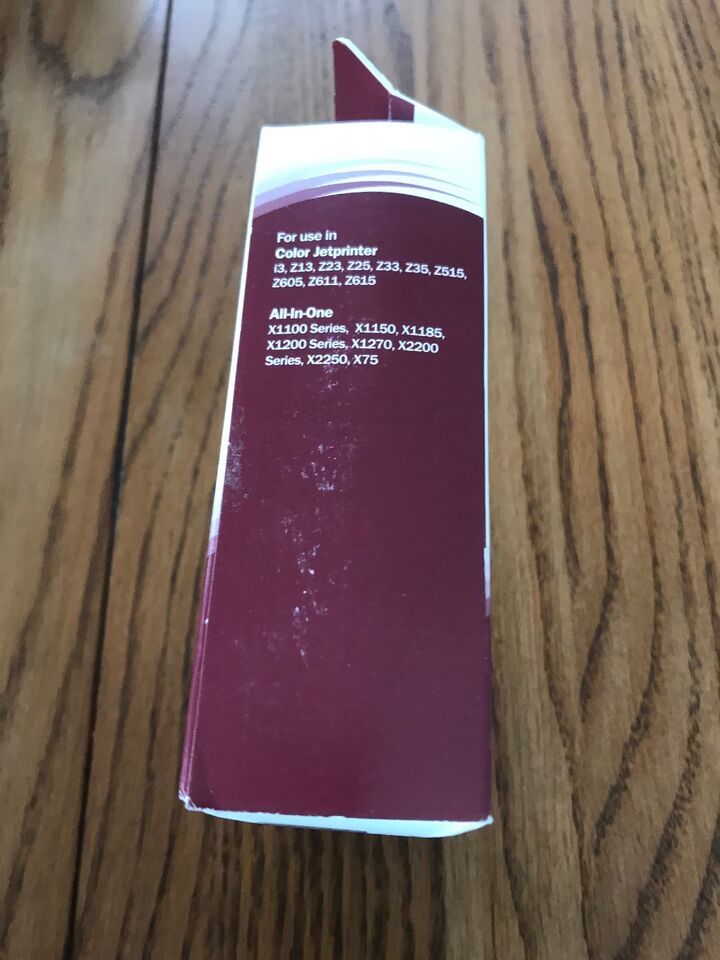 For use in
Color Jetprinter
i3, Z13, Z23, Z25, Z33, Z35, Z515,
Z605, Z611, Z615
All-In-One
X1100 Series, X1150, X1185,
X1200 Series, X1270, X2200
Series, X2250, X75